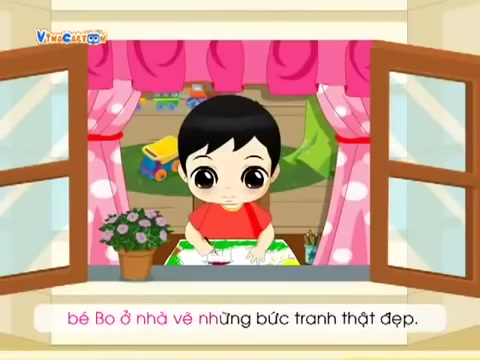 VINACARTOON
bé Bo ở nhà vẽ những bức tranh thật đẹp.